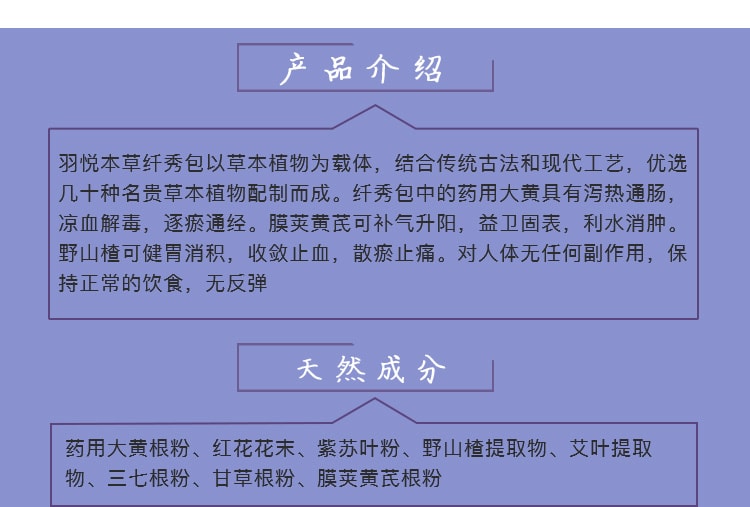 产品介绍
羽悦本草纤秀包以草本植物为载体，结合传统古法和现代工艺，优选
几十种名贵草本植物配制而成。纤秀包中的药用大黄具有泻热通肠，
凉血解毒，逐瘀通经。膜荚黄芪可补气升阳，益卫固表，利水消肿。
野山楂可健胃消积，收敛止血，散瘀止痛。对人体无任何副作用，保
持正常的饮食，无反弹
天然成分
药用大黄根粉、红花花末、紫苏叶粉、野山楂提取物、艾叶提取
物、三七根粉、甘草根粉、膜荚黄芪根粉